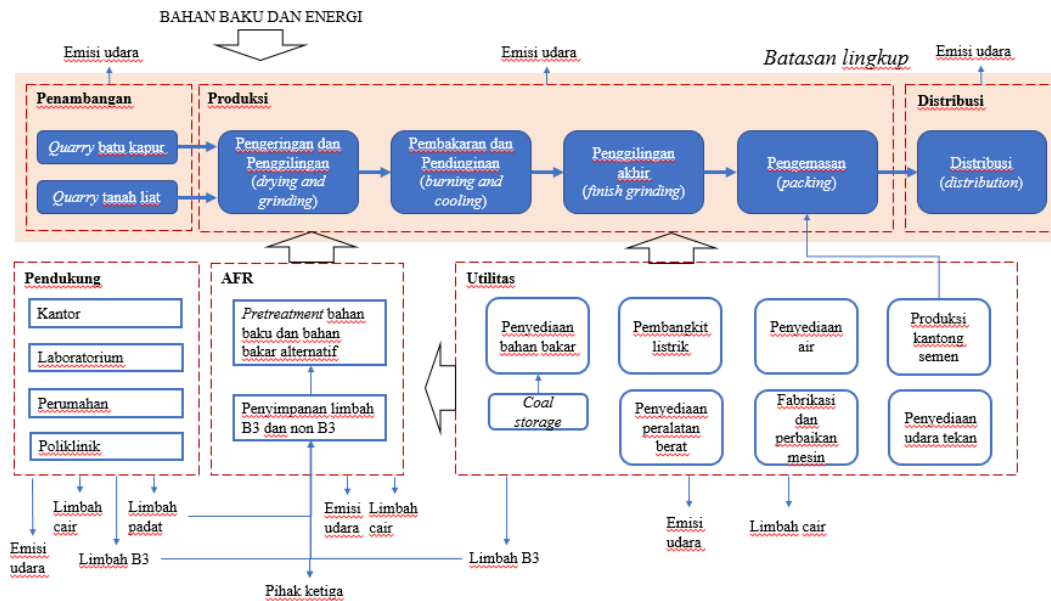 BAHAN BAKU DAN ENERGI
Emisi udara
Emisi udara
Batasan lingkup
Emisi udara
Penambangan
Produksi
Distribusi
Quarry batu kapur
Quarry tanah liat
Pengeringan dan
Penggilingan
(drying and
grinding)
Pembakaran dan
Pendinginan
(burning and
cooling)
Penggilingan
akhir
(finish grinding)
Pengemasan
(packing)
Distribusi
(distribution)
Pendukung
Kantor
Laboratorium
Perumahan
Poliklinik
AFR
Pretreatment bahan
baku dan bahan
bakar alternatif
Penyimpanan limbah
B3 dan non B3
Utilitas
Penyediaan
bahan bakar
Pembangkit
listrik
Penyediaan
air
Produksi
kantong
semen
Coal
storage
Penyediaan
peralatan
berat
Fabrikasi
dan
perbaikan
mesin
Penyediaan
udara tekan
Emisi
udara
Limbah
cair
Limbah B3
Limbah
padat
Emisi
udara
Limbah
cair
Limbah B3
Emisi
udara
Limbah cair
Pihak ketiga